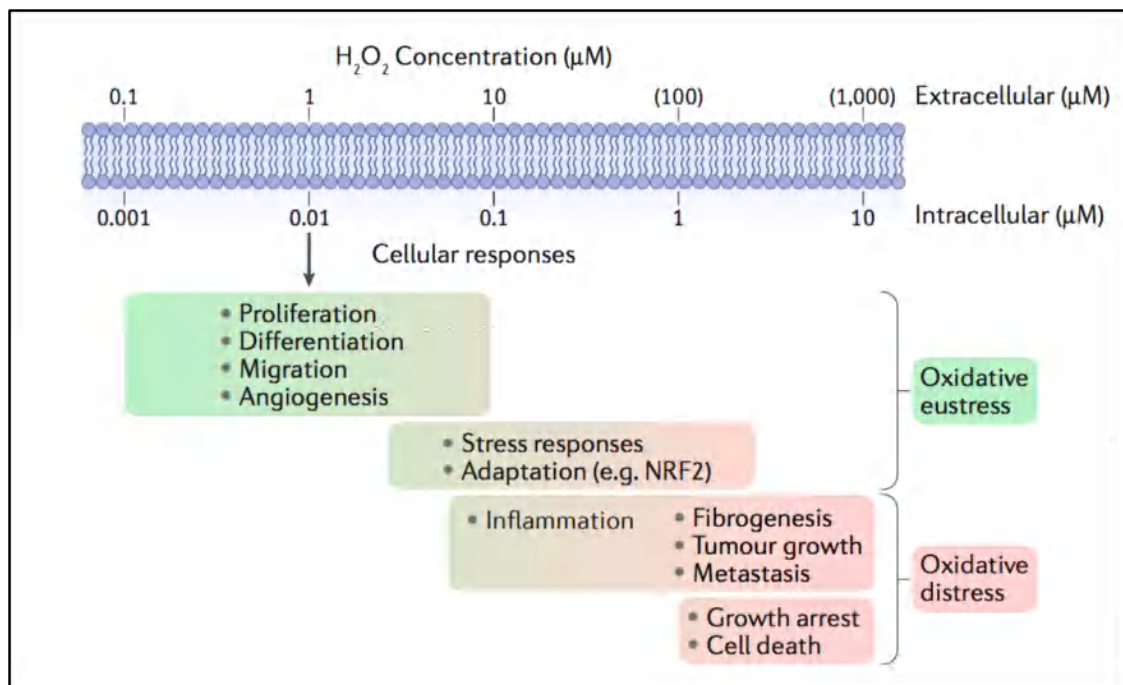 H₂O₂ Concentration (μM)
0.1 1 10 (100) (1,000) Extracellular (μM)
0.001 0.01 0.1 1 10 Intracellular (μM)
Cellular responses
• Proliferation
• Differentiation
• Migration
• Angiogenesis
Oxidative
eustress
• Stress responses
• Adaptation (e.g. NRF2)
• Inflammation
• Fibrogenesis
• Tumour growth
• Metastasis
Oxidative
distress
• Growth arrest
• Cell death